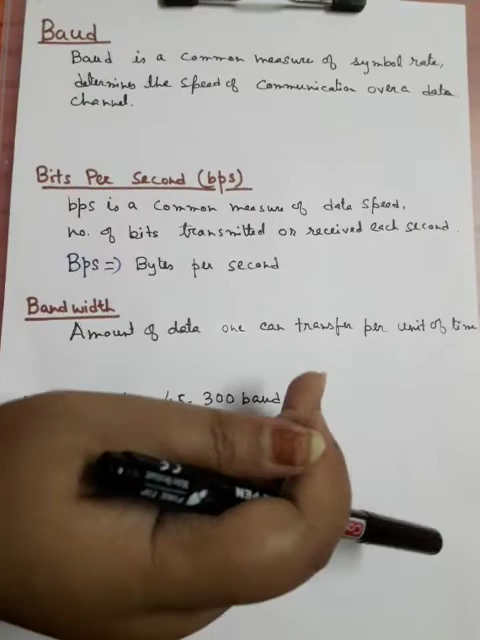 Baud
Baud is a common measure of symbol rate,
determines the speed of communication over a data
channel.
Bits Per Second (bps)
bps is a common measure of data speed,
no. of bits transmitted or received each second.
Bps => Bytes per second
Bandwidth
Amount of data one can transfer per unit of time
300 baud
PEN